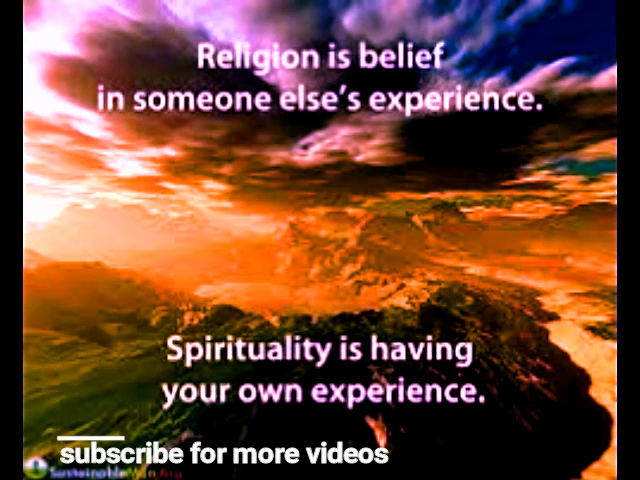 Religion is belief
in someone else's experience.
Spirituality is having
your own experience.
subscribe for more videos